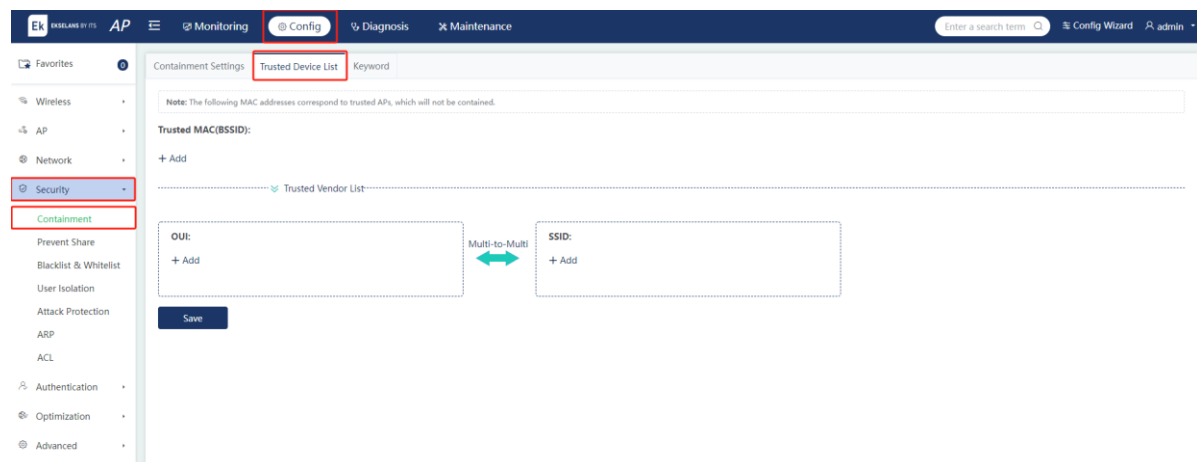 Ek EKSELANS BY ITS AP Monitoring Config Diagnosis Maintenance Enter a search term Config Wizard admin
Favorites 0
Wireless
AP
Network
Security
Containment
Prevent Share
Blacklist & Whitelist
User Isolation
Attack Protection
ARP
ACL
Authentication
Optimization
Advanced
Containment Settings Trusted Device List Keyword
Note: The following MAC addresses correspond to trusted APs, which will not be contained.
Trusted MAC(BSSID):
+ Add
Trusted Vendor List
OUI:
+ Add
Multi-to-Multi
SSID:
+ Add
Save